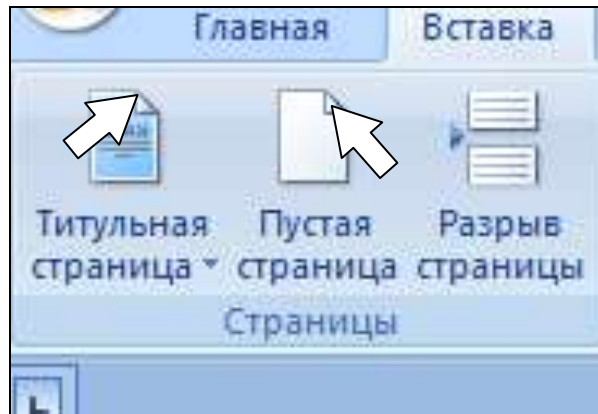 Главная Вставка
Титульная Пустая Разрыв
страница страница страницы
Страницы